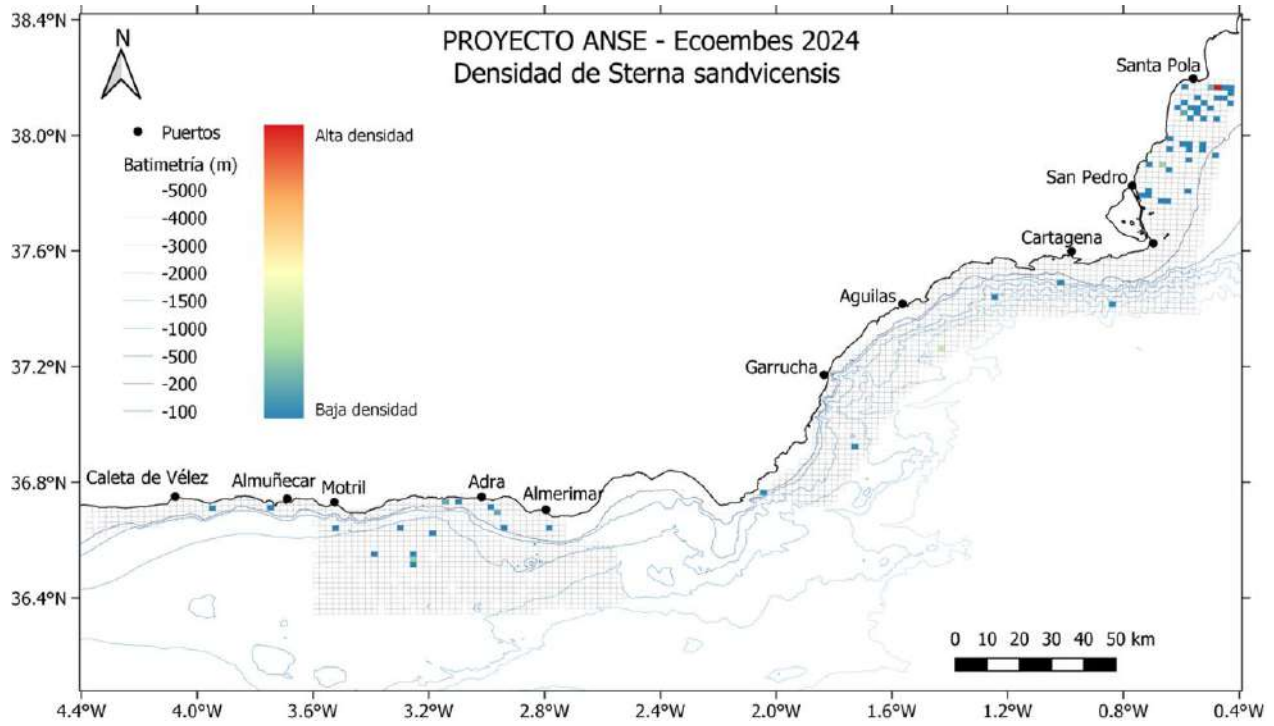 PROYECTO ANSE - Ecoembes 2024
Densidad de Sterna sandvicensis
N
Puertos
Batimetría (m)
-5000
-4000
-3000
-2000
-1500
-1000
-500
-200
-100
Alta densidad
Baja densidad
Santa Pola
San Pedro
Cartagena
Aguilas
Garrucha
Caleta de Vélez
Almuñecar
Motril
Adra
Almerimar
0 10 20 30 40 50 km
38.4°N
38.0°N
37.6°N
37.2°N
36.8°N
36.4°N
4.4°W 4.0°W 3.6°W 3.2°W 2.8°W 2.4°W 2.0°W 1.6°W 1.2°W 0.8°W 0.4°W